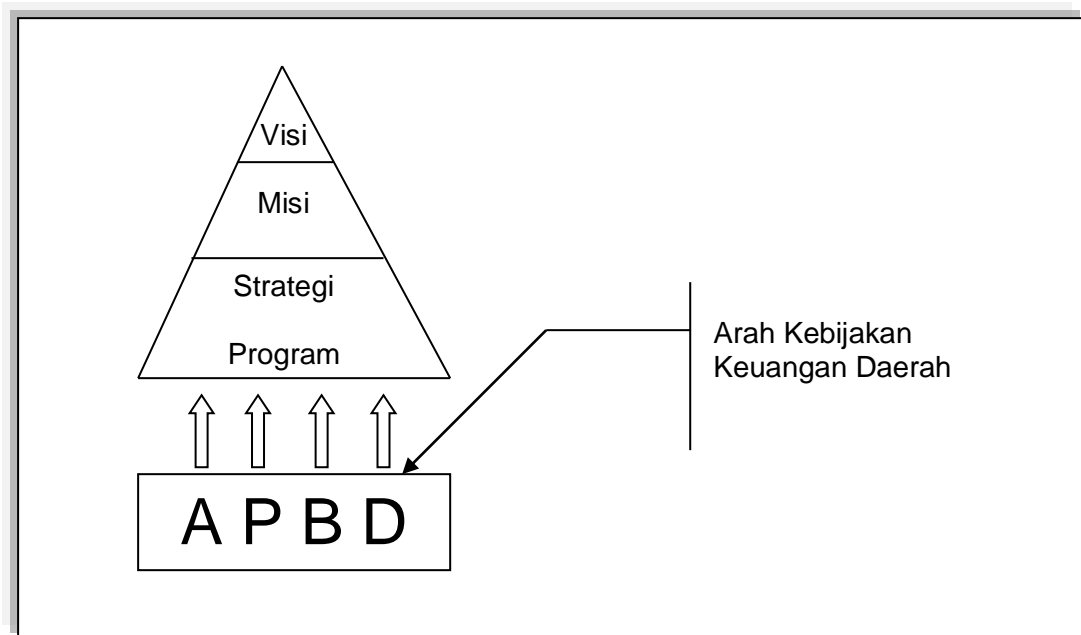 Visi
Misi
Strategi
Program
Arah Kebijakan
Keuangan Daerah
A P B D